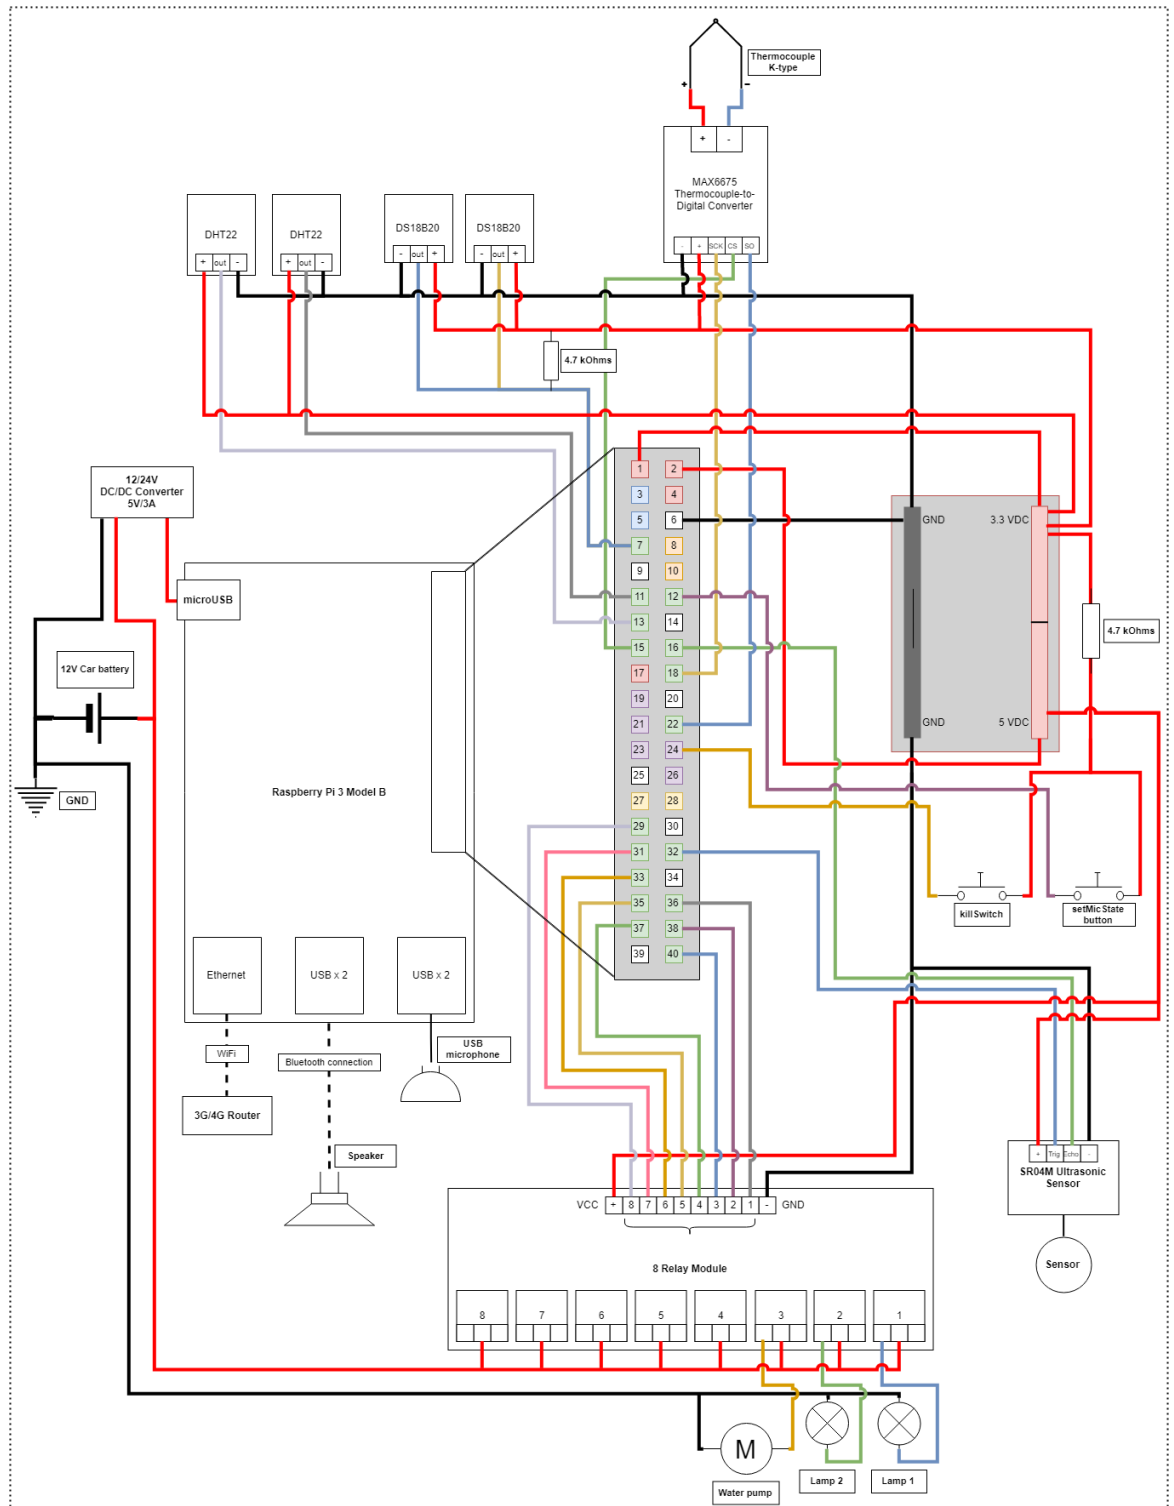 Thermocouple
K-type
+
-
+
-
MAX6675
Thermocouple-to-
Digital Converter
-
+
SCK
CS
SO
DHT22
+
out
-
DHT22
+
out
-
DS18B20
-
out
+
DS18B20
-
out
+
4.7 kOhms
12/24V
DC/DC Converter
5V/3A
microUSB
12V Car battery
GND
Raspberry Pi 3 Model B
1 2
3 4
5 6
7 8
9 10
11 12
13 14
15 16
17 18
19 20
21 22
23 24
25 26
27 28
29 30
31 32
33 34
35 36
37 38
39 40
GND
3.3 VDC
GND
5 VDC
4.7 kOhms
killSwitch
setMicState
button
Ethernet
USB x 2
USB x 2
WiFi
Bluetooth connection
USB
microphone
3G/4G Router
Speaker
+
Trig
Echo
-
SR04M Ultrasonic
Sensor
Sensor
VCC
+
8
7
6
5
4
3
2
1
-
GND
8 Relay Module
8
7
6
5
4
3
2
1
M
Water pump
Lamp 2
Lamp 1